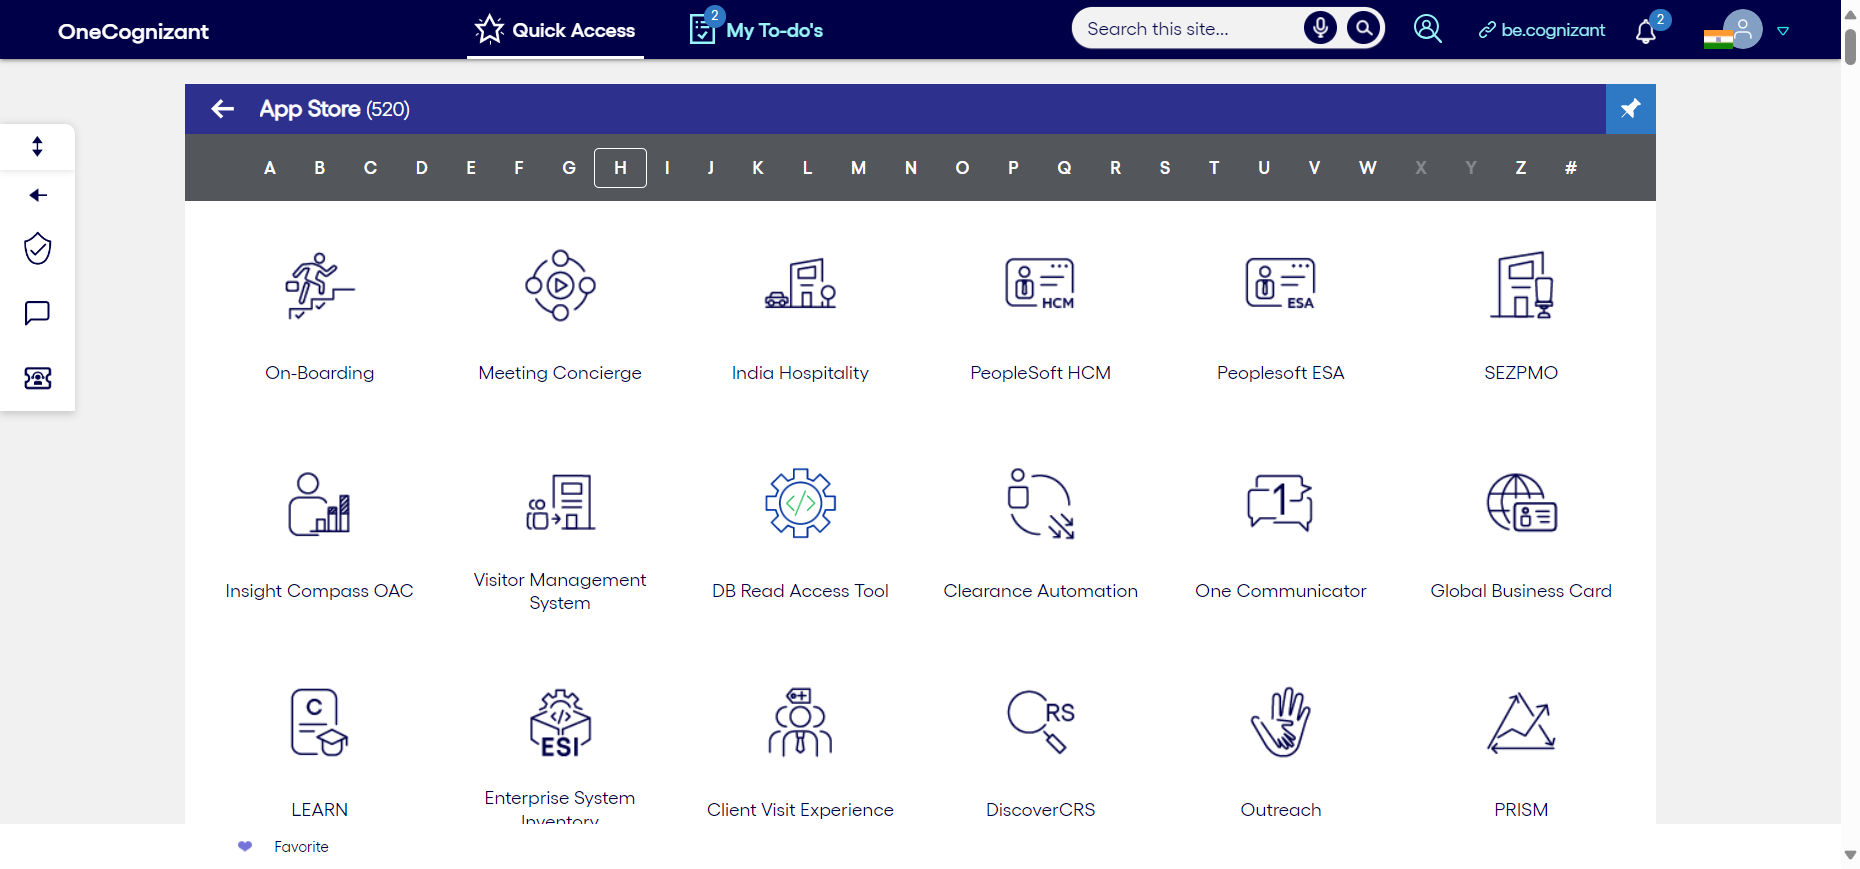 OneCognizant
Quick Access
2
My To-do's
Search this site...
be.cognizant
2
App Store (520)
A B C D E F G H I J K L M N O P Q R S T U V W X Y Z #
HCM
ESA
On-Boarding
Meeting Concierge
India Hospitality
PeopleSoft HCM
Peoplesoft ESA
SEZPMO
1
Insight Compass OAC
Visitor Management
System
DB Read Access Tool
Clearance Automation
One Communicator
Global Business Card
C
ESI
RS
LEARN
Enterprise System
Inventory
Client Visit Experience
DiscoverCRS
Outreach
PRISM
Favorite